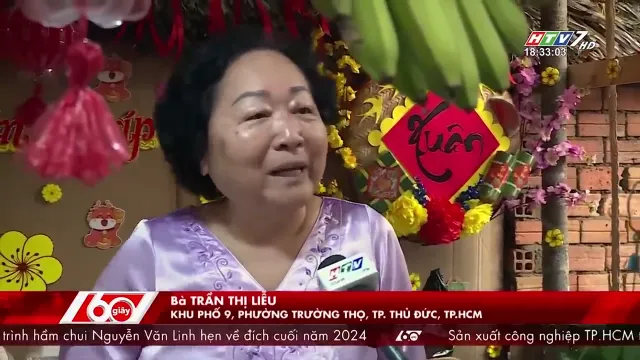 HTV7 HD
18:33:03
Xuân
HTV
60 giây
Bà TRẦN THỊ LIỄU
KHU PHỐ 9, PHƯỜNG TRƯỜNG THỌ, TP. THỦ ĐỨC, TP.HCM
trình hầm chui Nguyễn Văn Linh hẹn về đích cuối năm 2024 60 giây Sản xuất công nghiệp TP.HCM